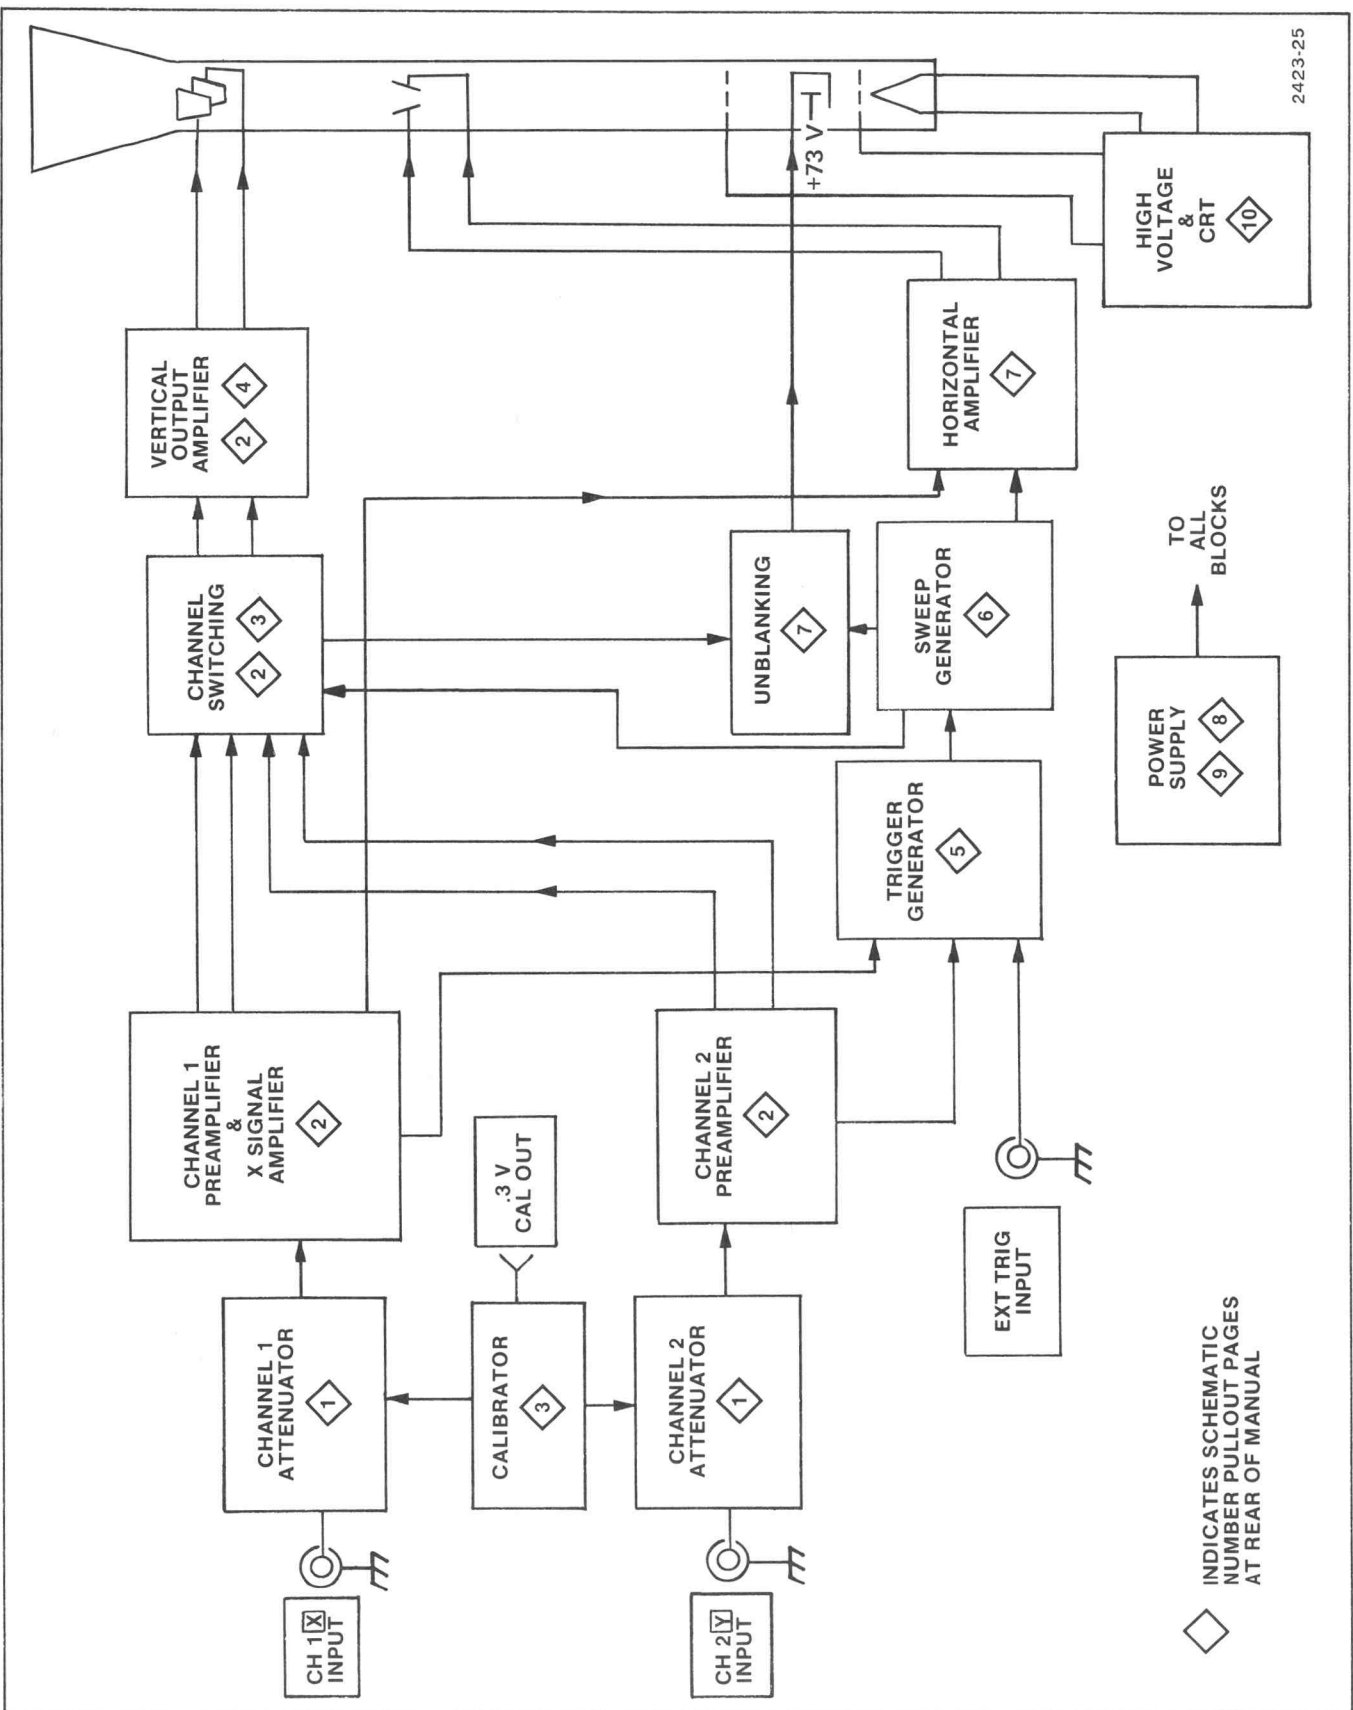 CH 1 X
INPUT
CHANNEL 1
ATTENUATOR
1
CHANNEL 1
PREAMPLIFIER
&
X SIGNAL
AMPLIFIER
2
CHANNEL
SWITCHING
2 3
VERTICAL
OUTPUT
AMPLIFIER
2 4
CALIBRATOR
3
.3 V
CAL OUT
CH 2 Y
INPUT
CHANNEL 2
ATTENUATOR
1
CHANNEL 2
PREAMPLIFIER
2
UNBLANKING
7
+73 V
EXT TRIG
INPUT
TRIGGER
GENERATOR
5
SWEEP
GENERATOR
6
HORIZONTAL
AMPLIFIER
7
HIGH
VOLTAGE
&
CRT
10
POWER
SUPPLY
9 8
TO
ALL
BLOCKS
INDICATES SCHEMATIC
NUMBER PULLOUT PAGES
AT REAR OF MANUAL
2423-25